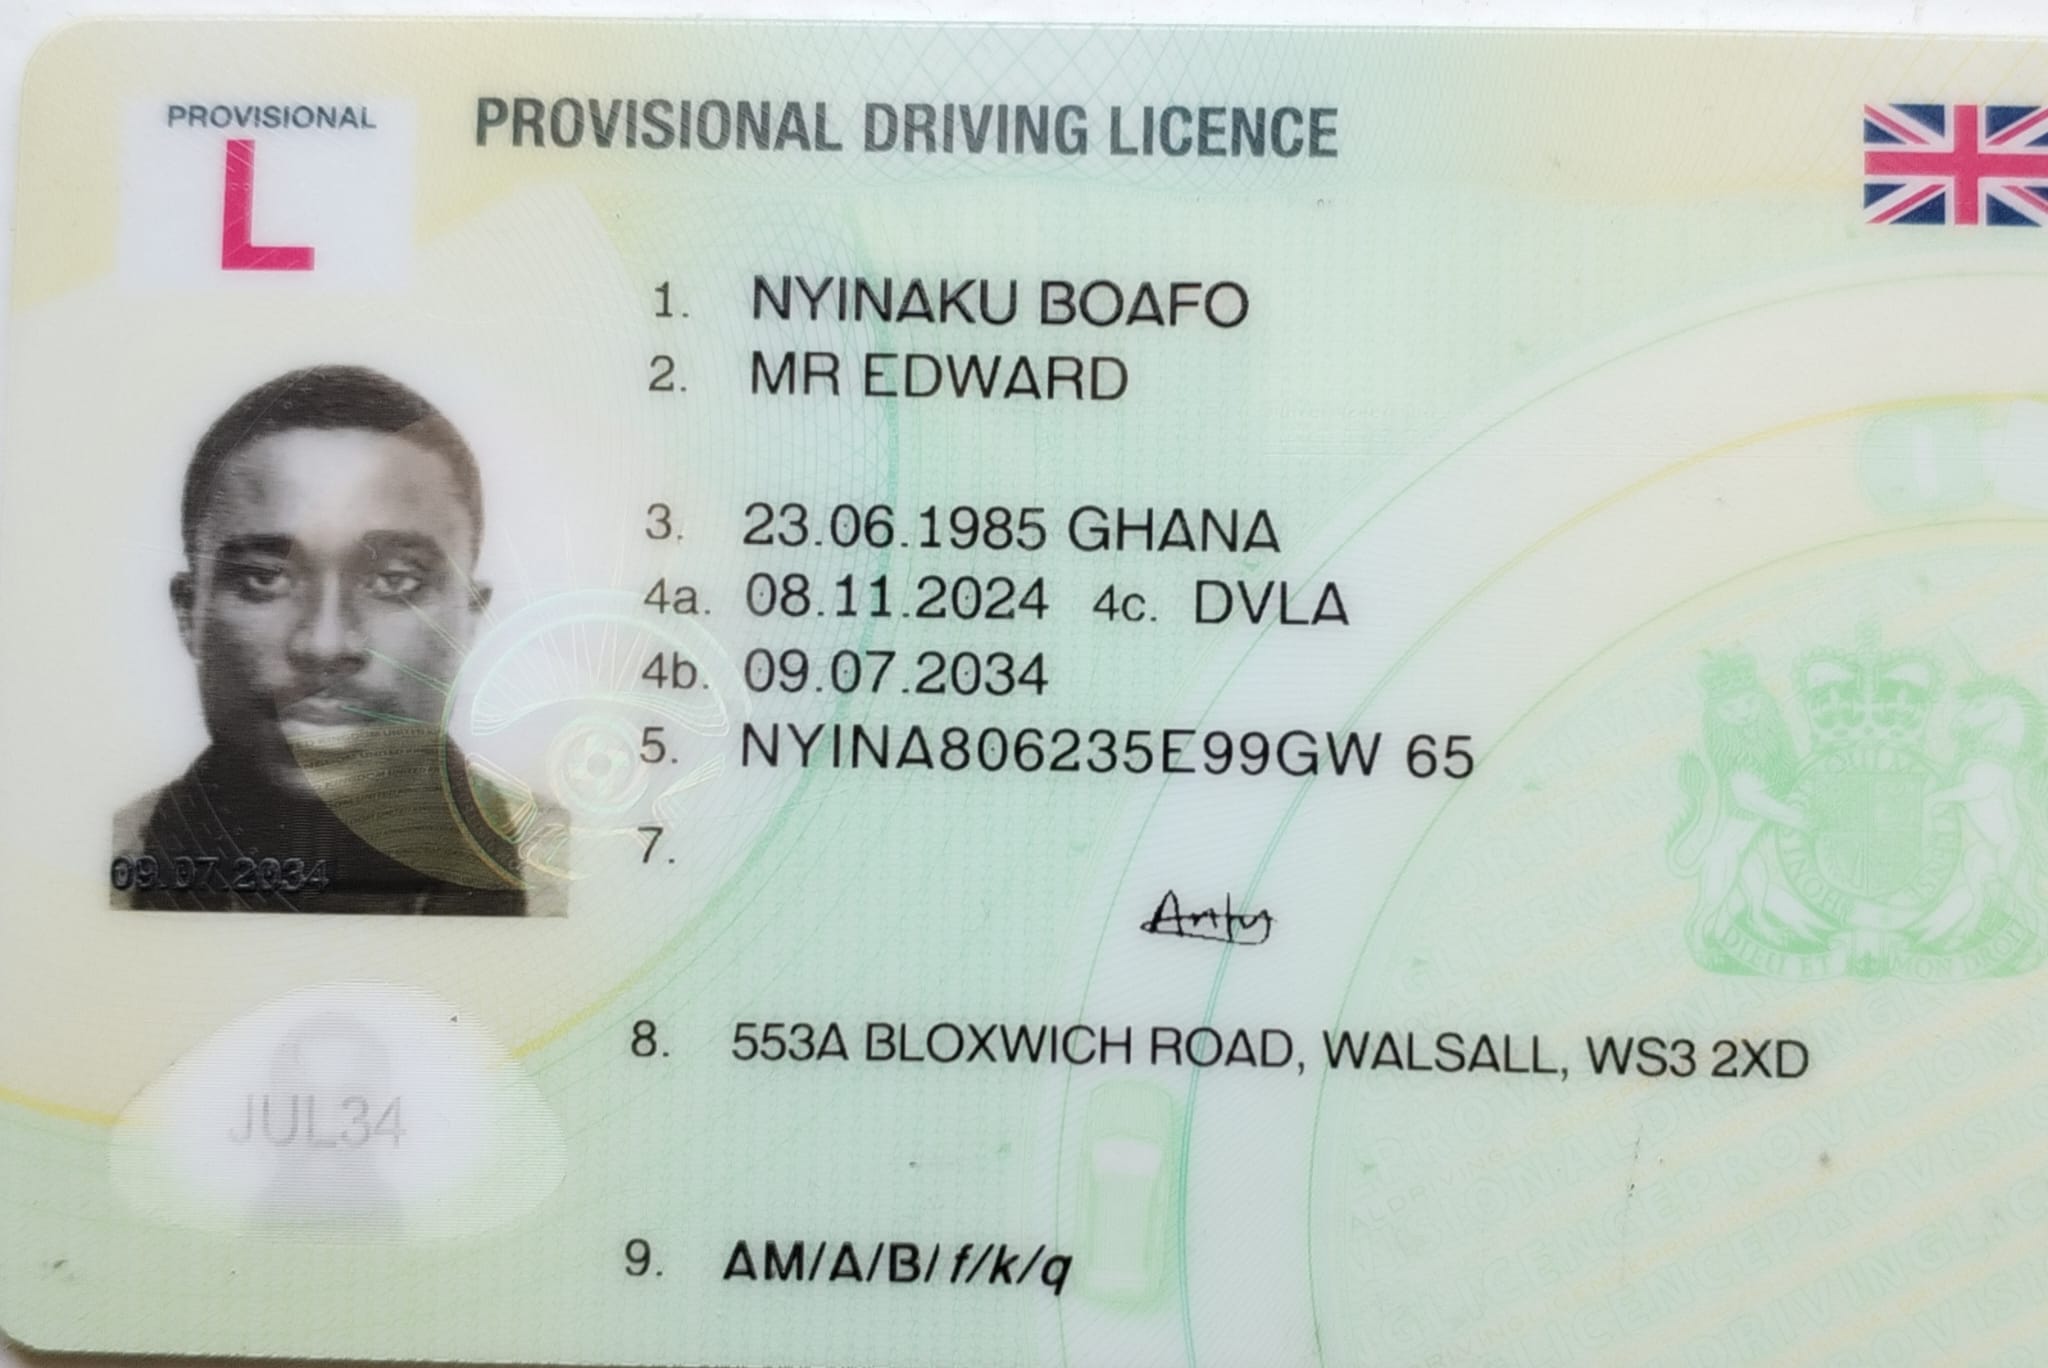 PROVISIONAL
L
PROVISIONAL DRIVING LICENCE
1. NYINAKU BOAFO
2. MR EDWARD
3. 23.06.1985 GHANA
4a. 08.11.2024 4c. DVLA
4b. 09.07.2034
5. NYINA806235E99GW 65
7.
09.07.2034
8. 553A BLOXWICH ROAD, WALSALL, WS3 2XD
JUL34
9. AM/A/B/f/k/q
DIEU ET MON DROIT